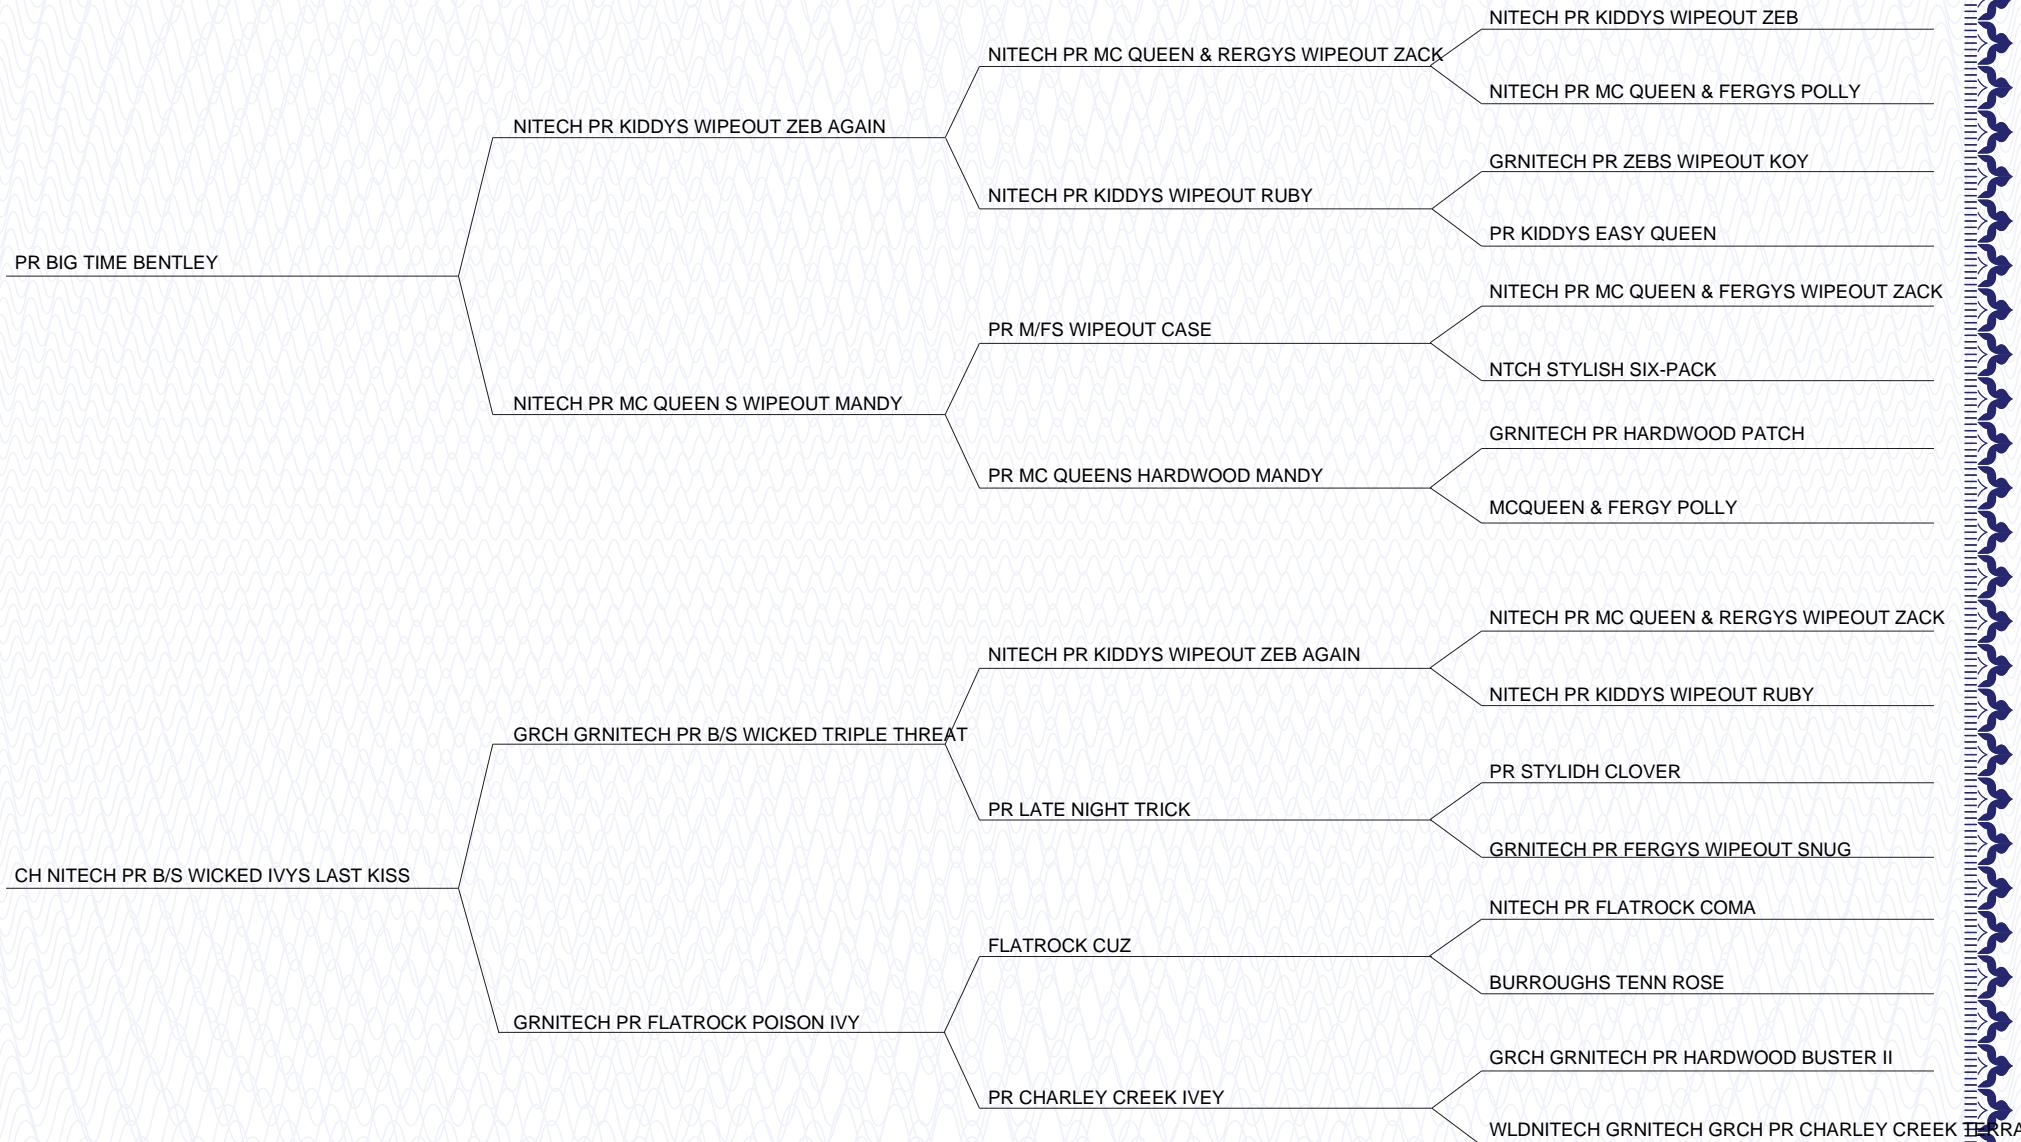 NITECH PR KIDDYS WIPEOUT ZEB
NITECH PR MC QUEEN & RERGYS WIPEOUT ZACK
NITECH PR MC QUEEN & FERGYS POLLY
NITECH PR KIDDYS WIPEOUT ZEB AGAIN
GRNITECH PR ZEBS WIPEOUT KOY
NITECH PR KIDDYS WIPEOUT RUBY
PR KIDDYS EASY QUEEN
PR BIG TIME BENTLEY
NITECH PR MC QUEEN & FERGYS WIPEOUT ZACK
PR M/FS WIPEOUT CASE
NTCH STYLISH SIX-PACK
NITECH PR MC QUEEN S WIPEOUT MANDY
GRNITECH PR HARDWOOD PATCH
PR MC QUEENS HARDWOOD MANDY
MCQUEEN & FERGY POLLY
NITECH PR MC QUEEN & RERGYS WIPEOUT ZACK
NITECH PR KIDDYS WIPEOUT ZEB AGAIN
NITECH PR KIDDYS WIPEOUT RUBY
GRCH GRNITECH PR B/S WICKED TRIPLE THREAT
PR STYLIDH CLOVER
PR LATE NIGHT TRICK
GRNITECH PR FERGYS WIPEOUT SNUG
CH NITECH PR B/S WICKED IVYS LAST KISS
NITECH PR FLATROCK COMA
FLATROCK CUZ
BURROUGHS TENN ROSE
GRNITECH PR FLATROCK POISON IVY
GRCH GRNITECH PR HARDWOOD BUSTER II
PR CHARLEY CREEK IVEY
WLDNITECH GRNITECH GRCH PR CHARLEY CREEK TERRA